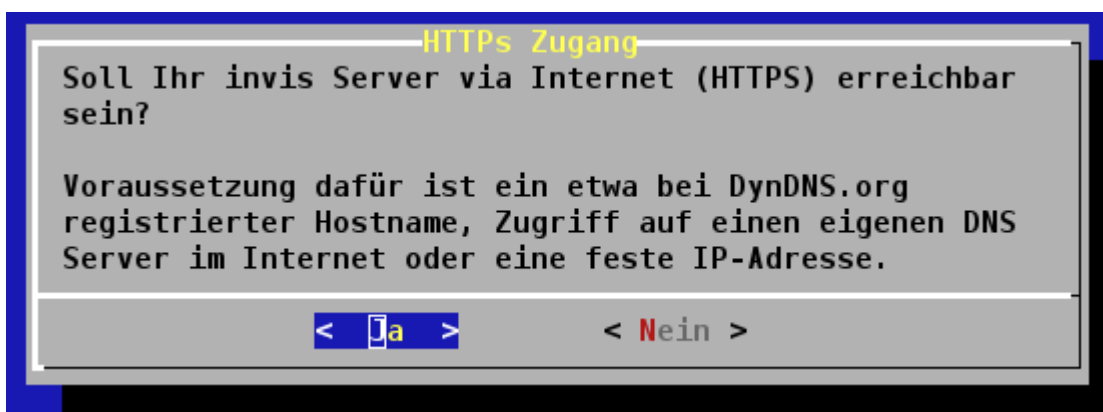 HTTPs Zugang
Soll Ihr invis Server via Internet (HTTPS) erreichbar
sein?
Voraussetzung dafür ist ein etwa bei DynDNS.org
registrierter Hostname, Zugriff auf einen eigenen DNS
Server im Internet oder eine feste IP-Adresse.
< Ja > < Nein >